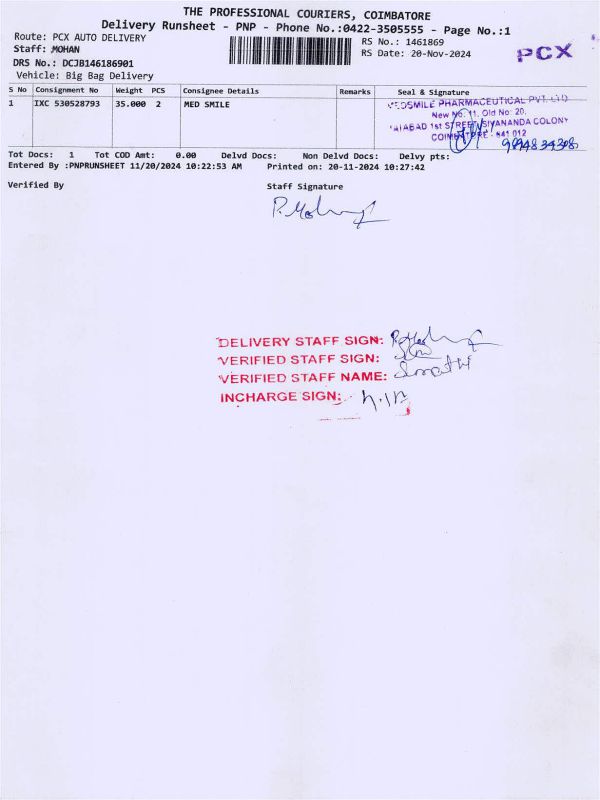 THE PROFESSIONAL COURIERS, COIMBATORE
Delivery Runsheet - PNP - Phone No.:0422-3505555 - Page No.:1
Route: PCX AUTO DELIVERY
RS No.: 1461869
Staff: MOHAN
RS Date: 20-Nov-2024
PCX
DRS No.: DCJB146186901
Vehicle: Big Bag Delivery
S No Consignment No Weight PCS Consignee Details Remarks Seal & Signature
1 IXC 530528793 35.000 2 MED SMILE
MEDSMILE PHARMACEUTICAL PVT. LTD
New No: 11, Old No: 20,
1st STREET, SIVANANDA COLONY
COIMBATORE - 641 012
Tot Docs: 1 Tot COD Amt: 0.00 Delvd Docs: Non Delvd Docs: Delvy pts:
Entered By :PNPRUNSHEET 11/20/2024 10:22:53 AM Printed on: 20-11-2024 10:27:42
Verified By Staff Signature
DELIVERY STAFF SIGN:
VERIFIED STAFF SIGN:
VERIFIED STAFF NAME:
INCHARGE SIGN: